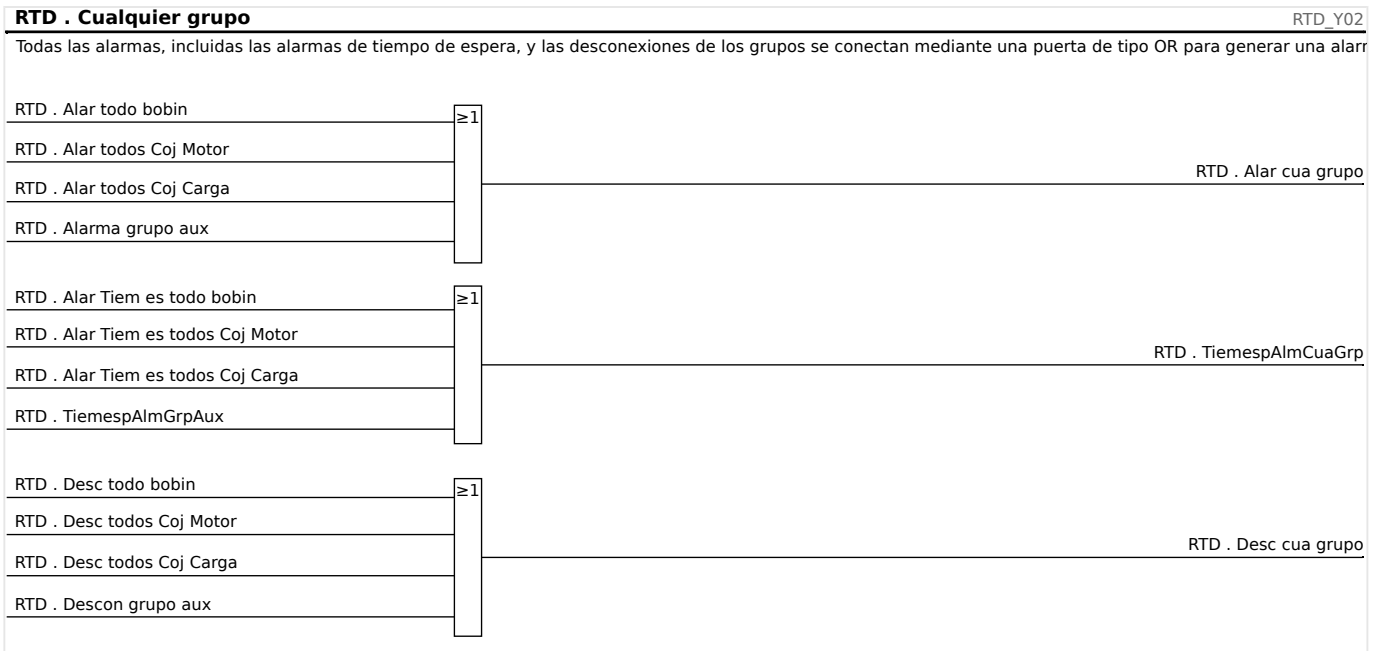 RTD . Cualquier grupo
RTD_Y02
Todas las alarmas, incluidas las alarmas de tiempo de espera, y las desconexiones de los grupos se conectan mediante una puerta de tipo OR para generar una
RTD . Alar todo bobin
≥1
RTD . Alar todos Coj Motor
RTD . Alar cua grupo
RTD . Alar todos Coj Carga
RTD . Alarma grupo aux
RTD . Alar Tiem es todo bobin
≥1
RTD . Alar Tiem es todos Coj Motor
RTD . TiemespAlmCuaGrp
RTD . Alar Tiem es todos Coj Carga
RTD . TiemespAlmGrpAux
RTD . Desc todo bobin
≥1
RTD . Desc todos Coj Motor
RTD . Desc cua grupo
RTD . Desc todos Coj Carga
RTD . Descon grupo aux